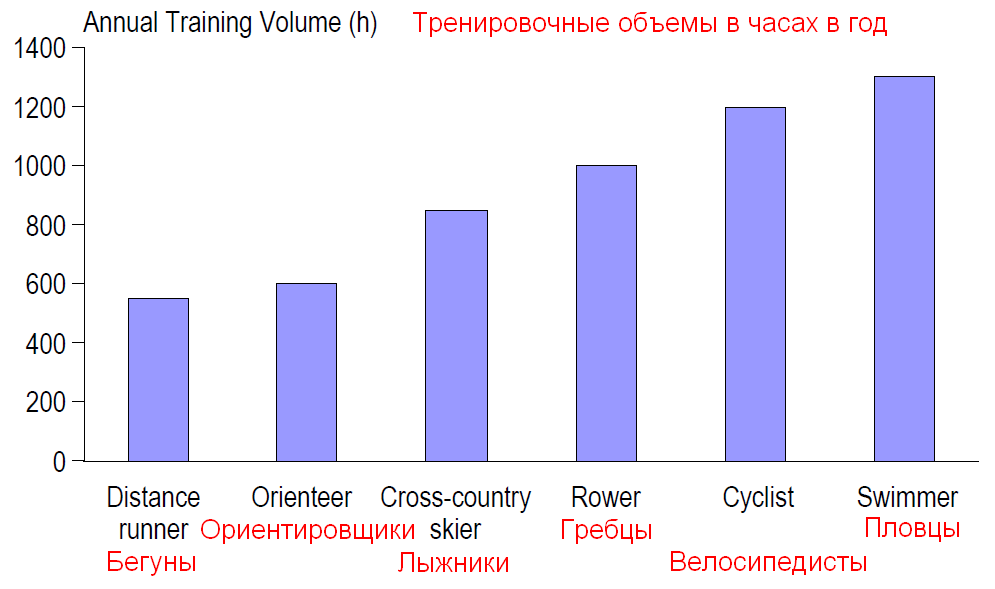 Annual Training Volume (h) Тренировочные объемы в часах в год
1400
1200
1000
800
600
400
200
0
Distance runner
Бегуны
Orienteer
Ориентировщики
Cross-country skier
Лыжники
Rower
Гребцы
Cyclist
Велосипедисты
Swimmer
Пловцы